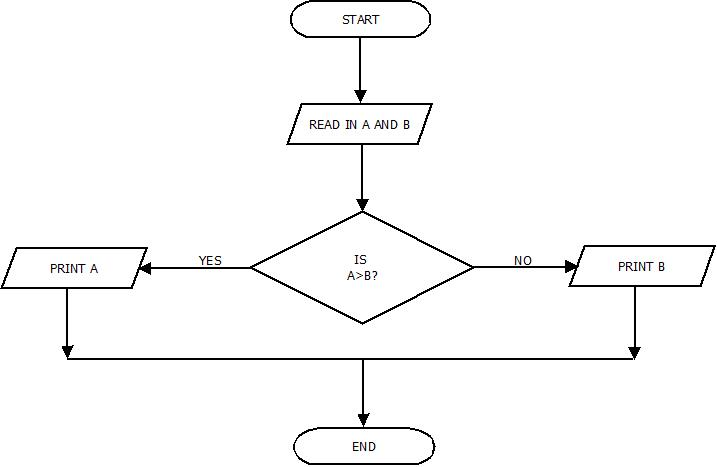 START
READ IN A AND B
IS
A>B?
YES
NO
PRINT A
PRINT B
END